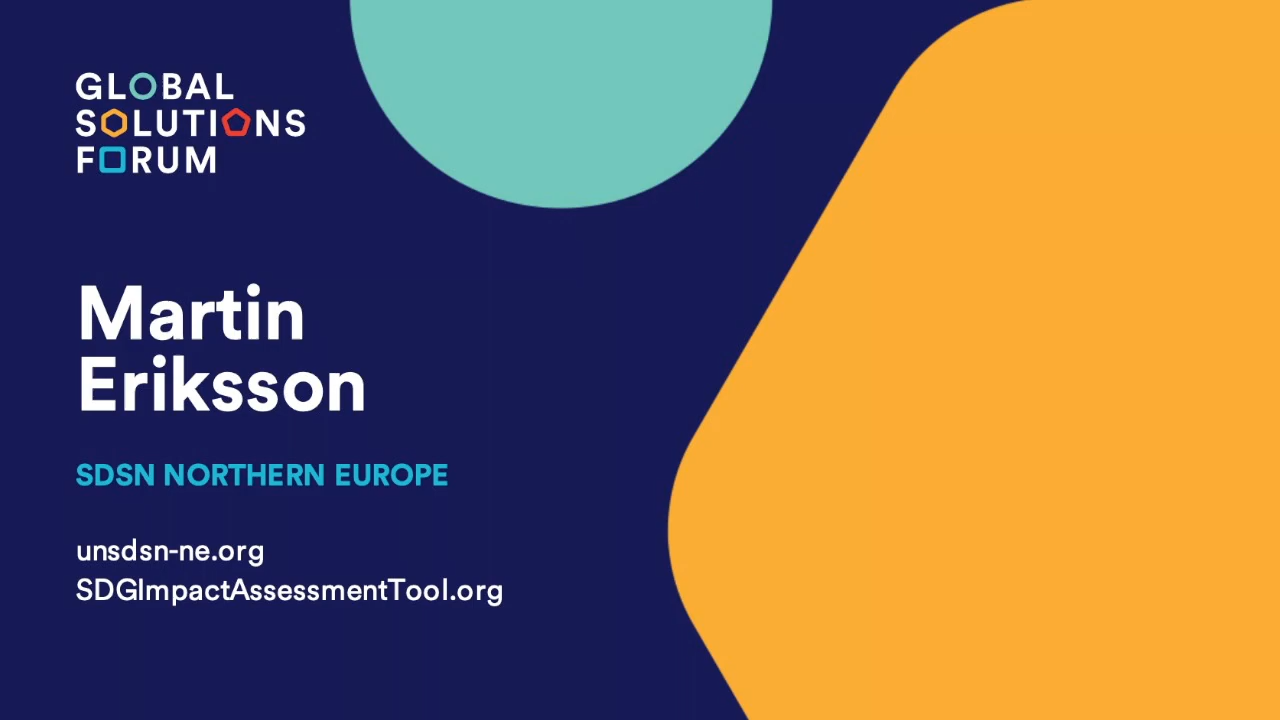 GLOBAL
SOLUTIONS
FORUM
Martin
Eriksson
SDSN NORTHERN EUROPE
unsdsn-ne.org
SDGImpactAssessmentTool.org